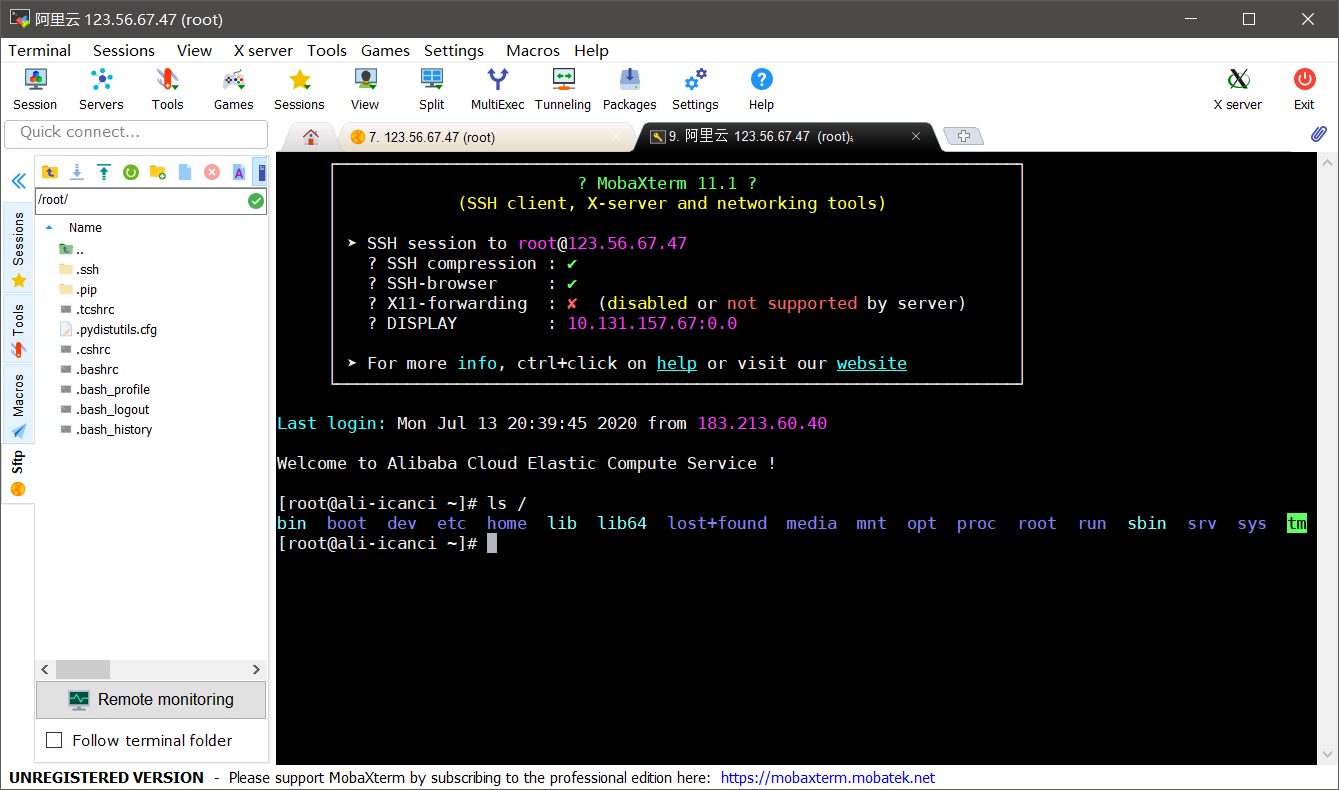 阿里云 123.56.67.47 (root)
Terminal Sessions View X server Tools Games Settings Macros Help
Session Servers Tools Games Sessions View Split MultiExec Tunneling Packages Settings Help X server Exit
Quick connect...
7. 123.56.67.47 (root)
9. 阿里云 123.56.67.47 (root)
Sessions
Tools
Macros
Sftp
/root/
Name
..
.ssh
.pip
.tcshrc
.pydistutils.cfg
.cshrc
.bashrc
.bash_profile
.bash_logout
.bash_history
Remote monitoring
Follow terminal folder
? MobaXterm 11.1 ?
(SSH client, X-server and networking tools)
➤ SSH session to root@123.56.67.47
? SSH compression : ✔
? SSH-browser : ✔
? X11-forwarding : ✘ (disabled or not supported by server)
? DISPLAY : 10.131.157.67:0.0
➤ For more info, ctrl+click on help or visit our website
Last login: Mon Jul 13 20:39:45 2020 from 183.213.60.40
Welcome to Alibaba Cloud Elastic Compute Service !
[root@ali-icanci ~]# ls /
bin boot dev etc home lib lib64 lost+found media mnt opt proc root run sbin srv sys tm
[root@ali-icanci ~]#
UNREGISTERED VERSION - Please support MobaXterm by subscribing to the professional edition here: https://mobaxterm.mobatek.net